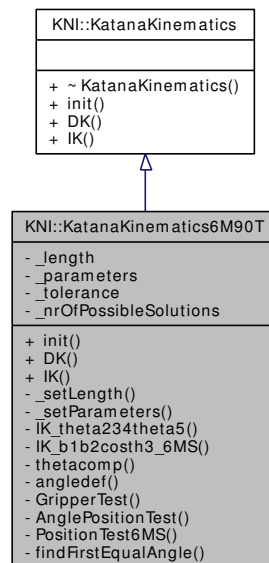 KNI::KatanaKinematics
+ ~KatanaKinematics()
+ init()
+ DK()
+ IK()
KNI::KatanaKinematics6M90T
- _length
- _parameters
- _tolerance
- _nrOfPossibleSolutions
+ init()
+ DK()
+ IK()
- _setLength()
- _setParameters()
- IK_theta234theta5()
- IK_b1b2costh3_6MS()
- thetacomp()
- angledef()
- GripperTest()
- AnglePositionTest()
- PositionTest6MS()
- findFirstEqualAngle()